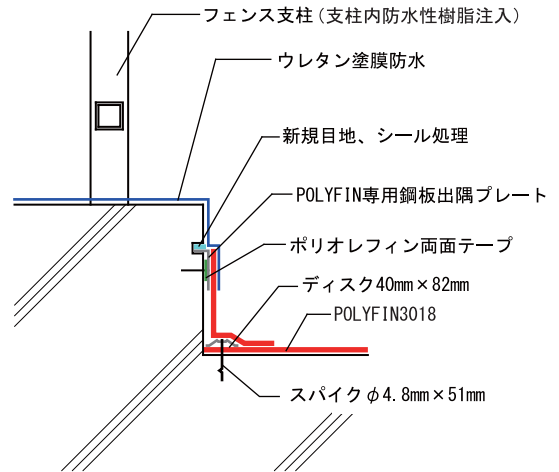 フェンス支柱(支柱内防水性樹脂注入)
ウレタン塗膜防水
新規目地、シール処理
POLYFIN専用鋼板出隅プレート
ポリオレフィン両面テープ
ディスク40mm×82mm
POLYFIN3018
スパイクφ4.8mm×51mm